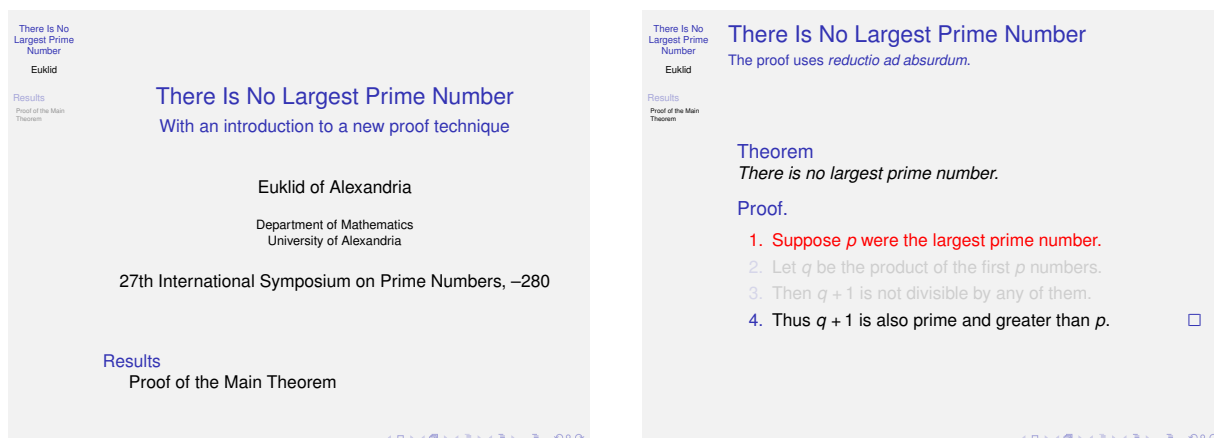 There Is No
Largest Prime
Number
Euklid
Results
Proof of the Main
Theorem
There Is No Largest Prime Number
With an introduction to a new proof technique
Euklid of Alexandria
Department of Mathematics
University of Alexandria
27th International Symposium on Prime Numbers, –280
Results
Proof of the Main Theorem
There Is No
Largest Prime
Number
Euklid
Results
Proof of the Main
Theorem
There Is No Largest Prime Number
The proof uses reductio ad absurdum.
Theorem
There is no largest prime number.
Proof.
1. Suppose p were the largest prime number.
2. Let q be the product of the first p numbers.
3. Then q + 1 is not divisible by any of them.
4. Thus q + 1 is also prime and greater than p. □